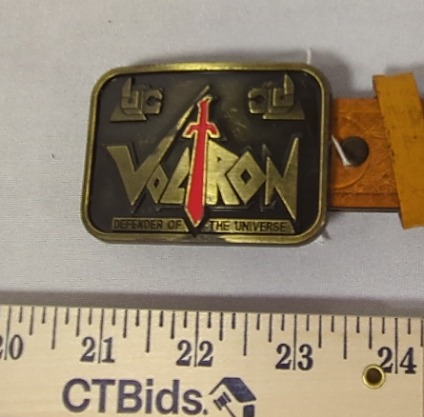 VOLTRON
DEFENDER OF THE UNIVERSE
20 21 22 23 24
CTBids.